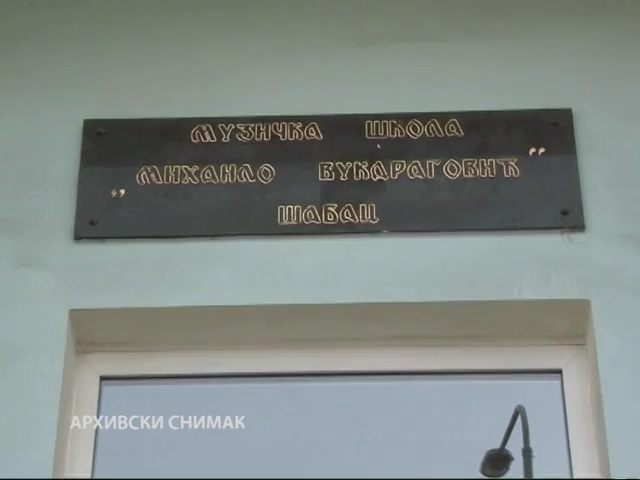 МУЗИЧКА ШКОЛА
„МИХАИЛО ВУКДРАГОВИЋ“
ШАБАЦ
АРХИВСКИ СНИМАК